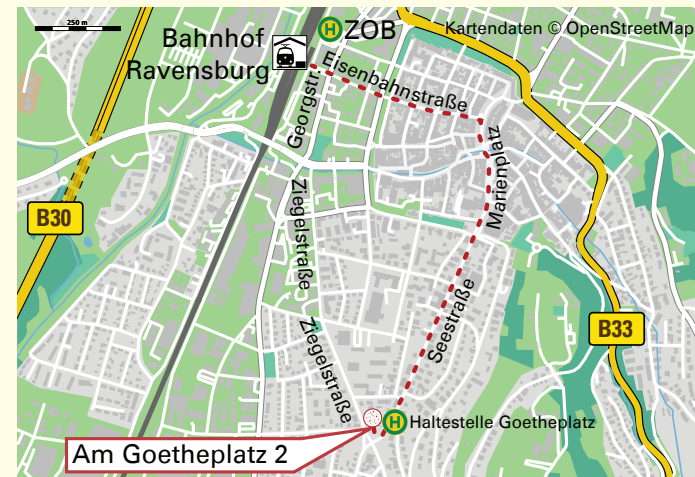 250 m
H ZOB
Kartendaten © OpenStreetMap
Bahnhof
Ravensburg
Eisenbahnstraße
Georgstr.
Marienplatz
Ziegelstraße
B30
Seestraße
B33
Ziegelstraße
H Haltestelle Goetheplatz
Am Goetheplatz 2